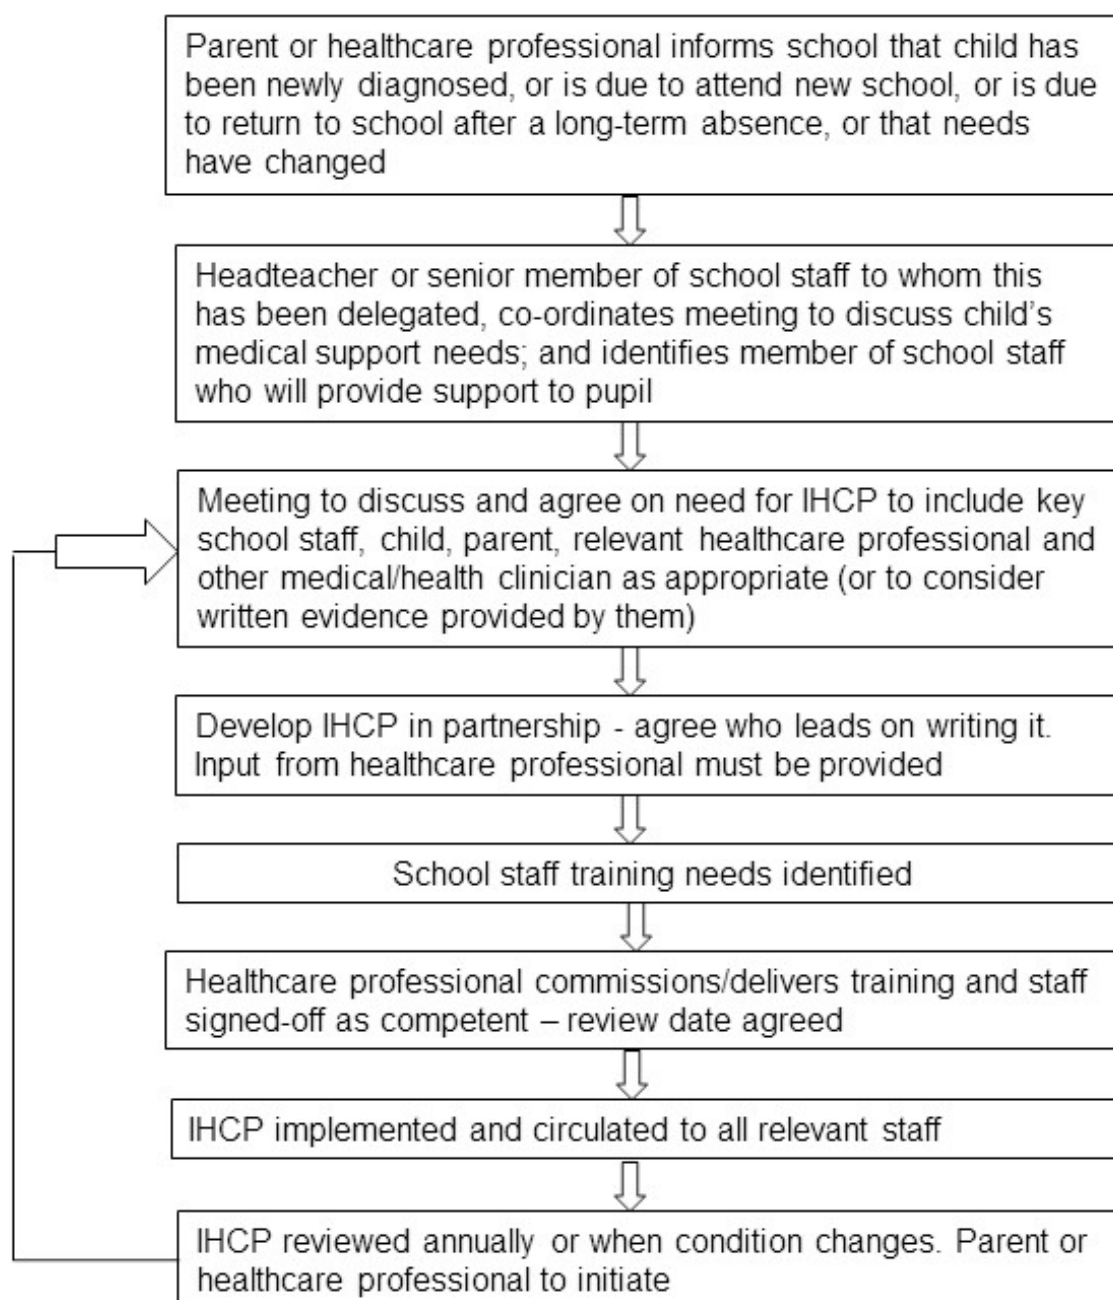 Parent or healthcare professional informs school that child has
been newly diagnosed, or is due to attend new school, or is due
to return to school after a long-term absence, or that needs
have changed
Headteacher or senior member of school staff to whom this
has been delegated, co-ordinates meeting to discuss child’s
medical support needs; and identifies member of school staff
who will provide support to pupil
Meeting to discuss and agree on need for IHCP to include key
school staff, child, parent, relevant healthcare professional and
other medical/health clinician as appropriate (or to consider
written evidence provided by them)
Develop IHCP in partnership - agree who leads on writing it.
Input from healthcare professional must be provided
School staff training needs identified
Healthcare professional commissions/delivers training and staff
signed-off as competent – review date agreed
IHCP implemented and circulated to all relevant staff
IHCP reviewed annually or when condition changes. Parent or
healthcare professional to initiate